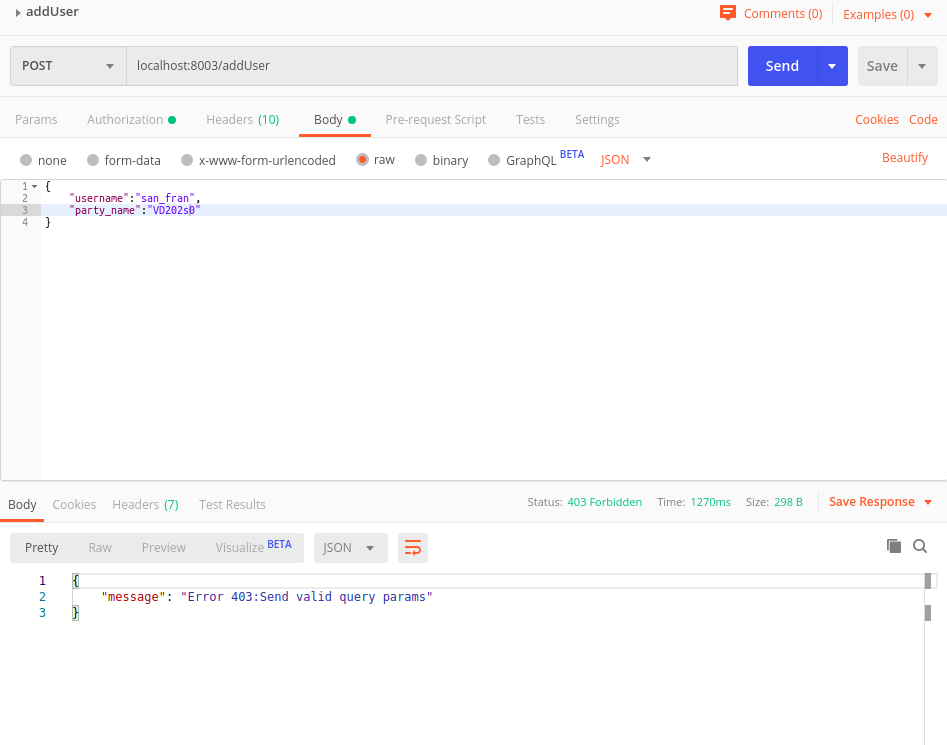 addUser
Comments (0) Examples (0)
POST localhost:8003/addUser Send Save
Params Authorization Headers (10) Body Pre-request Script Tests Settings Cookies Code
none form-data x-www-form-urlencoded raw binary GraphQL BETA JSON Beautify
1 {
2 "username":"san_fran",
3 "party_name":"VD202s0"
4 }
Body Cookies Headers (7) Test Results Status: 403 Forbidden Time: 1270ms Size: 298 B Save Response
Pretty Raw Preview Visualize BETA JSON
1 {
2 "message": "Error 403:Send valid query params"
3 }